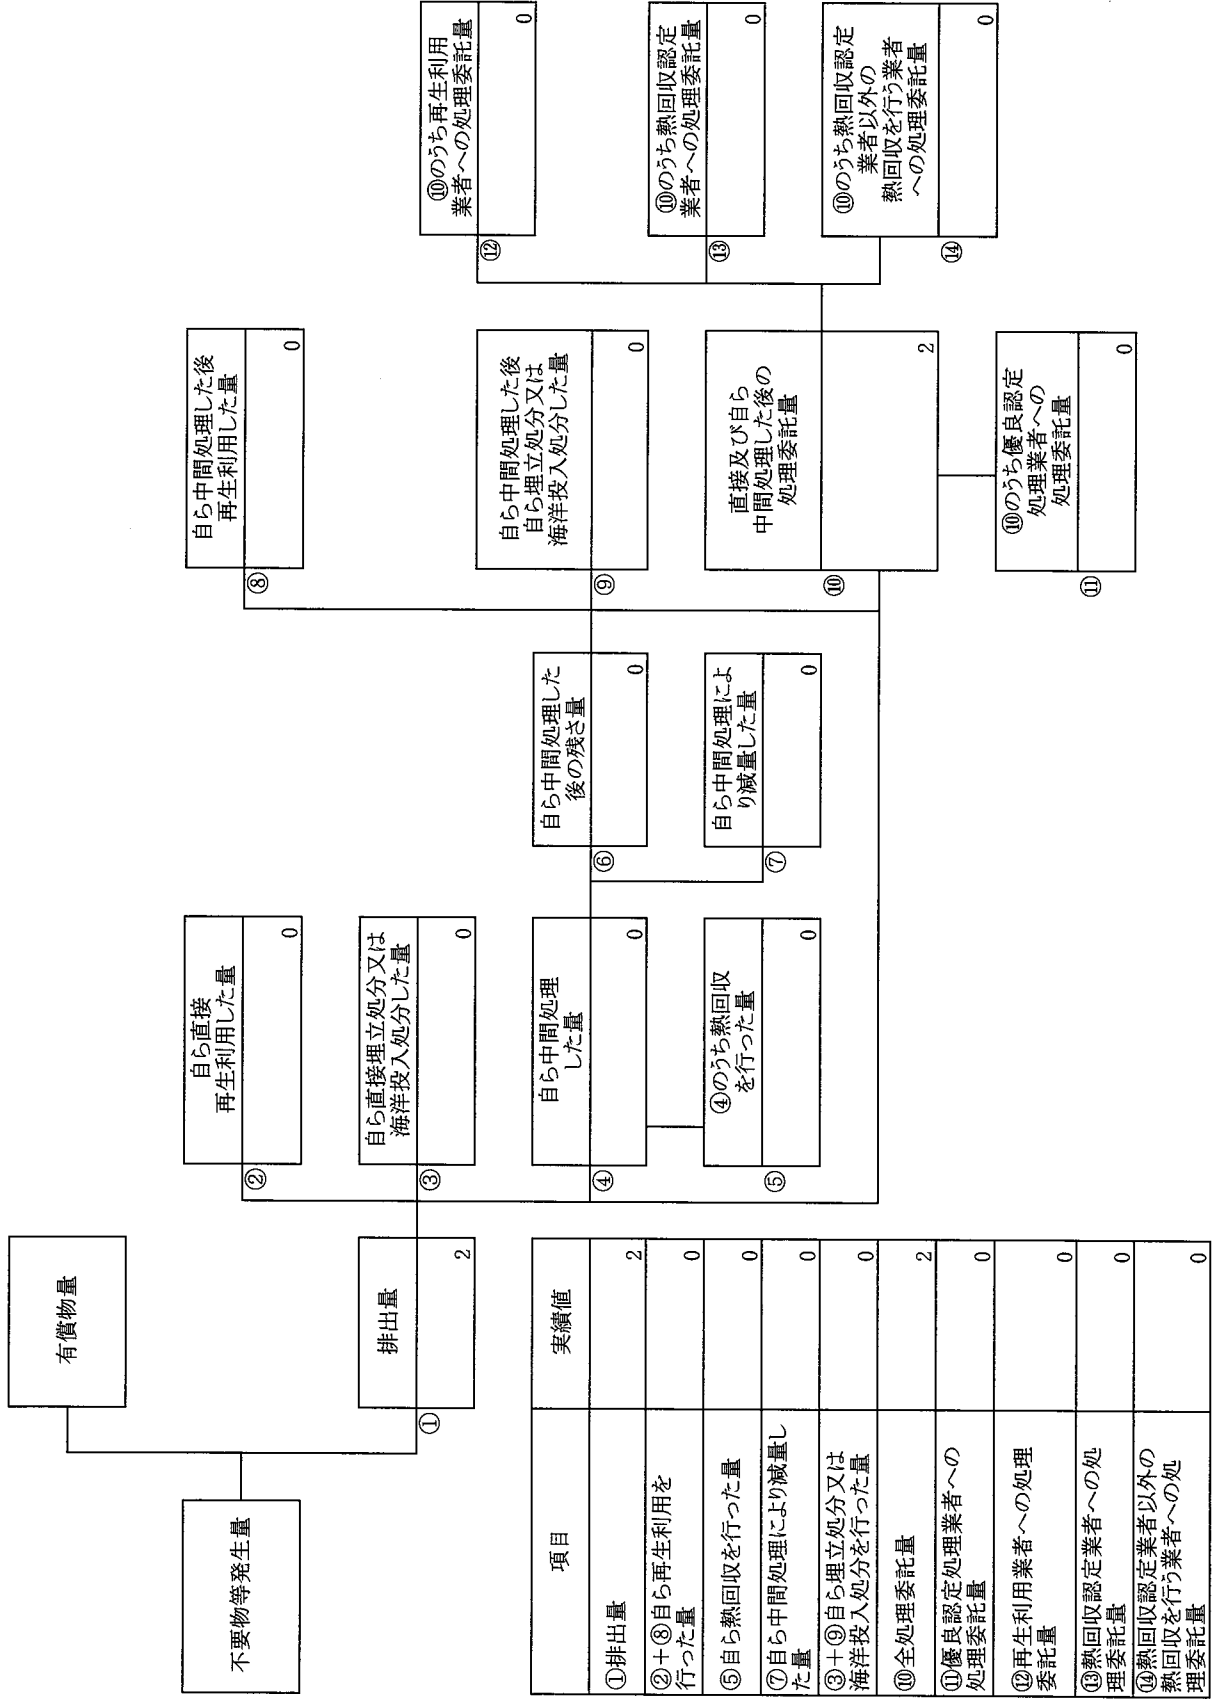 不要物等発生量
有償物量
①
排出量
2
②
自ら直接
再生利用した量
0
③
自ら直接埋立処分又は
海洋投入処分した量
0
④
自ら中間処理
した量
0
⑤
④のうち熱回収
を行った量
0
⑥
自ら中間処理した
後の残さ量
0
⑦
自ら中間処理によ
り減量した量
0
⑧
自ら中間処理した後
再生利用した量
0
⑨
自ら中間処理した後
自ら埋立処分又は
海洋投入処分した量
0
⑩
直接及び自ら
中間処理した後の
処理委託量
2
⑪
⑩のうち優良認定
処理業者への
処理委託量
0
⑫
⑩のうち再生利用
業者への処理委託量
0
⑬
⑩のうち熱回収認定
業者への処理委託量
0
⑭
⑩のうち熱回収認定
業者以外の
熱回収を行う業者
への処理委託量
0
項目 実績値
①排出量 2
②+⑧自ら再生利用を
行った量 0
⑤自ら熱回収を行った量 0
⑦自ら中間処理により減量し
た量 0
③+⑨自ら埋立処分又は
海洋投入処分を行った量 0
⑩全処理委託量 2
⑪優良認定処理業者への
処理委託量 0
⑫再生利用業者への処理
委託量 0
⑬熱回収認定業者への処
理委託量 0
⑭熱回収認定業者以外の
熱回収を行う業者への処
理委託量 0